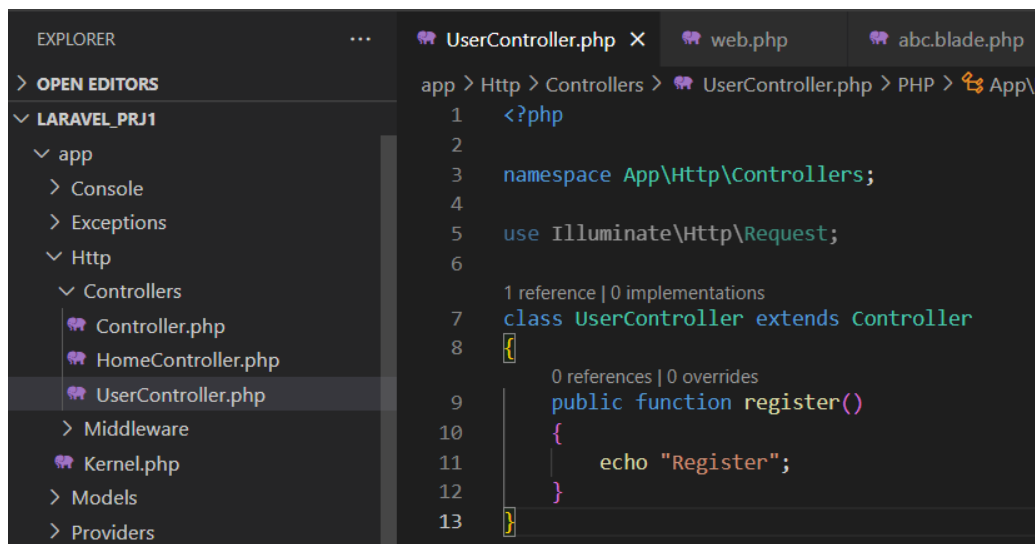 EXPLORER ...
OPEN EDITORS
LARAVEL_PRJ1
app
Console
Exceptions
Http
Controllers
Controller.php
HomeController.php
UserController.php
Middleware
Kernel.php
Models
Providers
UserController.php web.php abc.blade.php
app > Http > Controllers > UserController.php > PHP > App\
1 <?php
2
3 namespace App\Http\Controllers;
4
5 use Illuminate\Http\Request;
6
1 reference | 0 implementations
7 class UserController extends Controller
8 {
0 references | 0 overrides
9     public function register()
10     {
11         echo "Register";
12     }
13 }